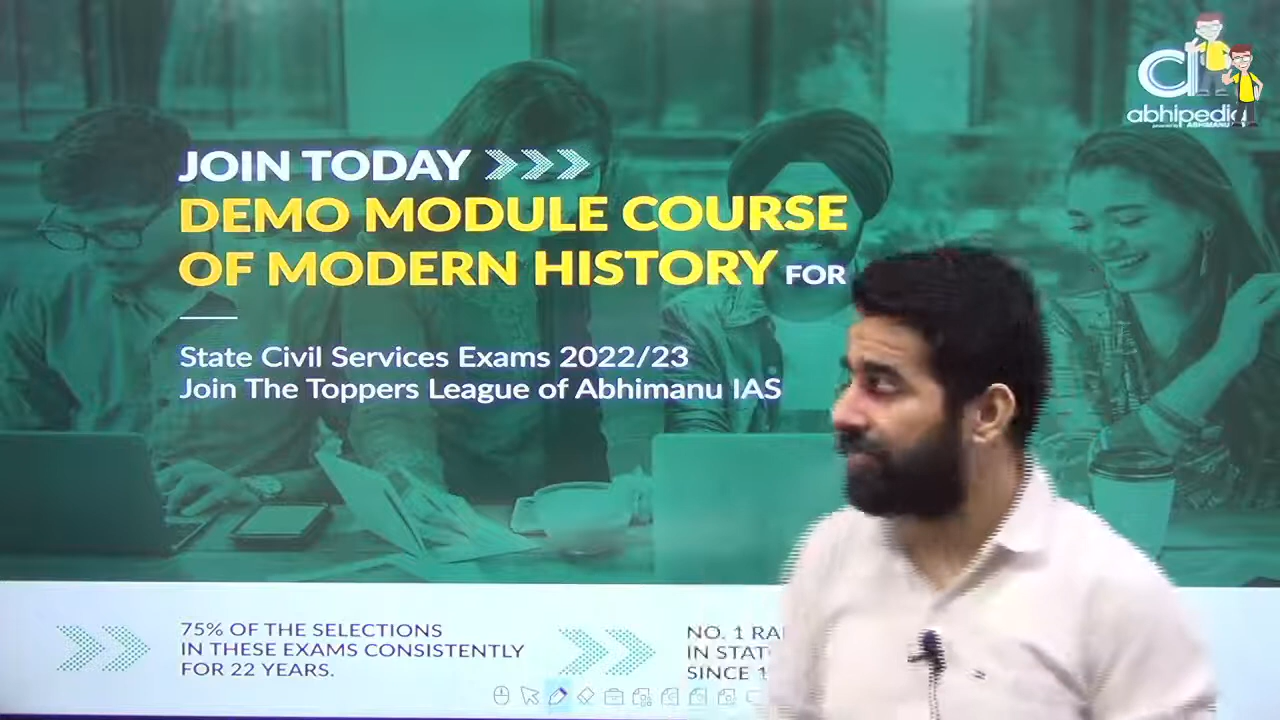 JOIN TODAY
DEMO MODULE COURSE
OF MODERN HISTORY FOR
State Civil Services Exams 2022/23
Join The Toppers League of Abhimanu IAS
75% OF THE SELECTIONS
IN THESE EXAMS CONSISTENTLY
FOR 22 YEARS.
NO. 1
SINCE
abhipedia
ABHIMANU